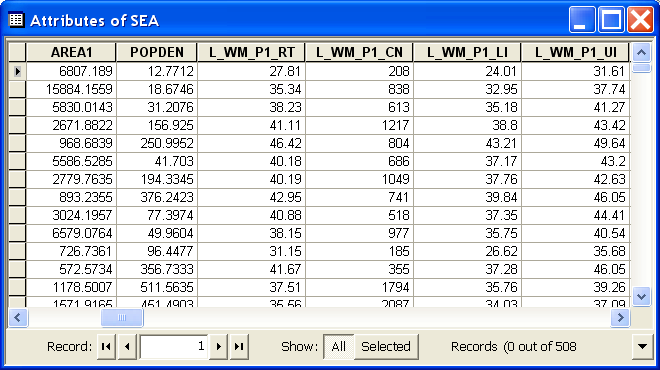 Attributes of SEA
AREA1 POPDEN L_WM_P1_RT L_WM_P1_CN L_WM_P1_LI L_WM_P1_UI
6807.189 12.7712 27.81 208 24.01 31.61
15884.1559 18.6746 35.34 838 32.95 37.74
5830.0143 31.2076 38.23 613 35.18 41.27
2671.8822 156.925 41.11 1217 38.8 43.42
968.6839 250.9952 46.42 804 43.21 49.64
5586.5285 41.703 40.18 686 37.17 43.2
2779.7635 194.3345 40.19 1049 37.76 42.63
893.2355 376.2423 42.95 741 39.84 46.05
3024.1957 77.3974 40.88 518 37.35 44.41
6579.0764 49.9604 38.15 977 35.75 40.54
726.7361 96.4477 31.15 185 26.62 35.68
572.5734 356.7333 41.67 355 37.28 46.05
1178.5007 511.5635 37.51 1794 35.76 39.26
1571.9165 451.4903 35.56 2087 34.03 37.09
Record: 1 Show: All Selected Records (0 out of 508